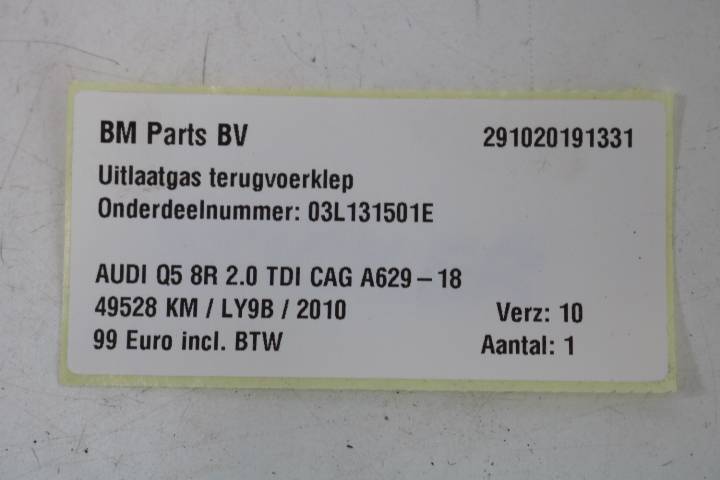 BM Parts BV 291020191331
Uitlaatgas terugvoerklep
Onderdeelnummer: 03L131501E
AUDI Q5 8R 2.0 TDI CAG A629-18
49528 KM / LY9B / 2010 Verz: 10
99 Euro incl. BTW Aantal: 1